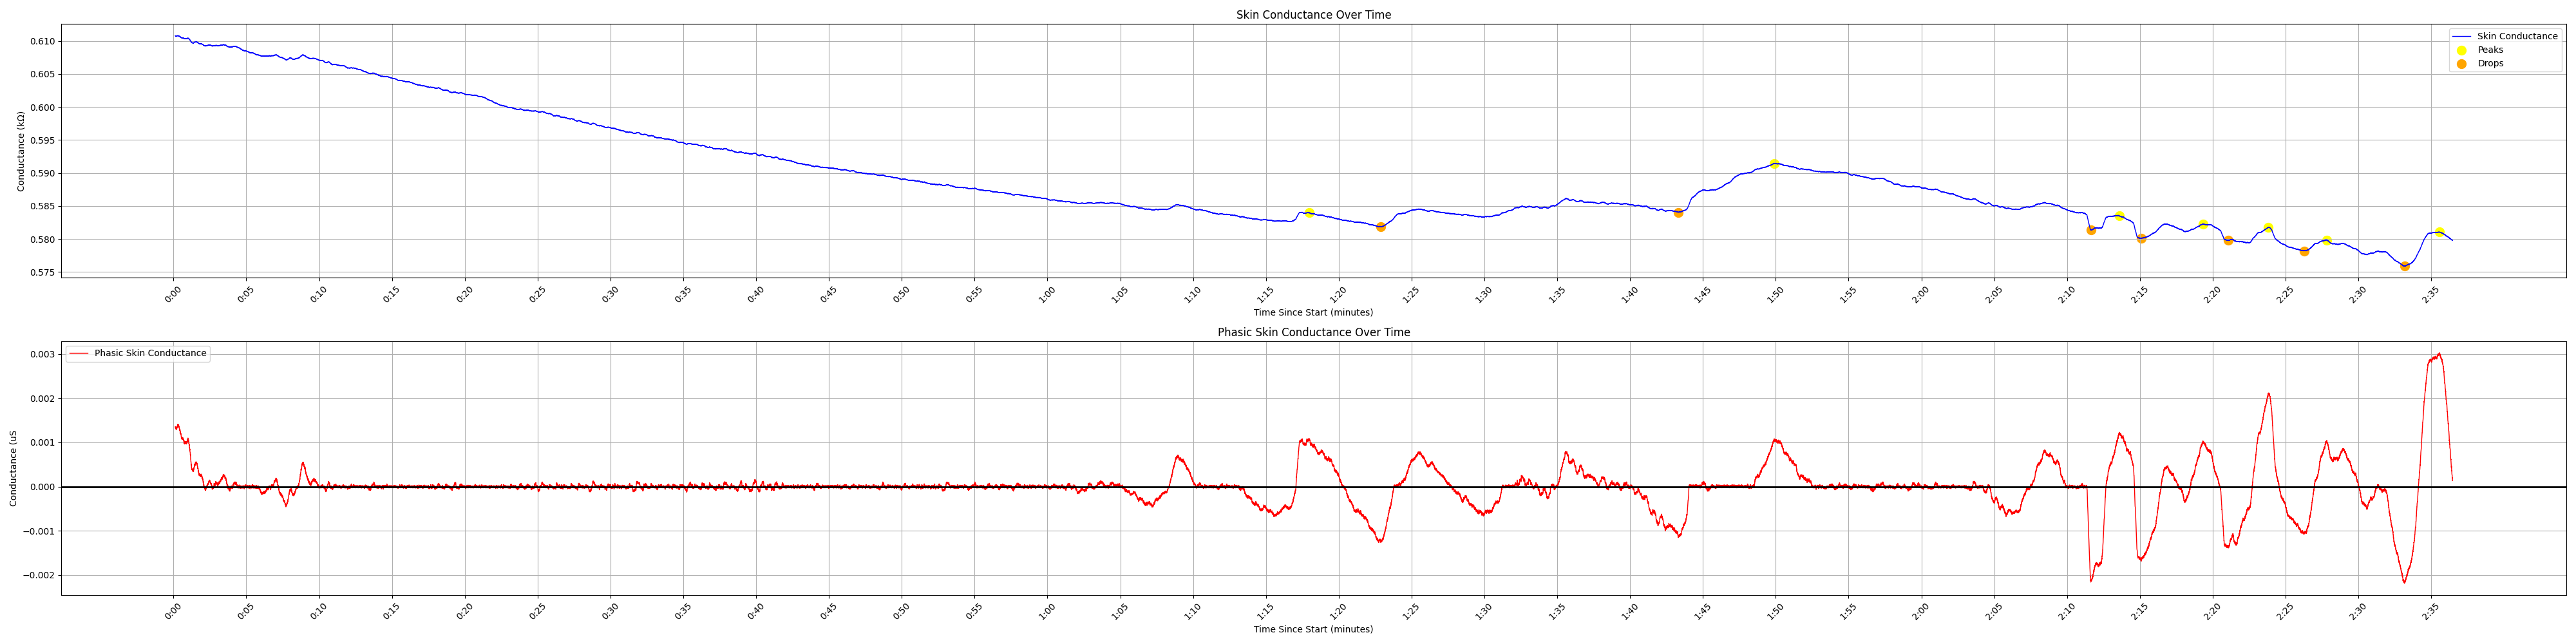 Skin Conductance Over Time
Conductance (kΩ)
0.610
0.605
0.600
0.595
0.590
0.585
0.580
0.575
Skin Conductance
Peaks
Drops
0:00 0:05 0:10 0:15 0:20 0:25 0:30 0:35 0:40 0:45 0:50 0:55 1:00 1:05 1:10 1:15 1:20 1:25 1:30 1:35 1:40 1:45 1:50 1:55 2:00 2:05 2:10 2:15 2:20 2:25 2:30 2:35
Time Since Start (minutes)
Phasic Skin Conductance Over Time
Conductance (uS
0.003
0.002
0.001
0.000
−0.001
−0.002
Phasic Skin Conductance
0:00 0:05 0:10 0:15 0:20 0:25 0:30 0:35 0:40 0:45 0:50 0:55 1:00 1:05 1:10 1:15 1:20 1:25 1:30 1:35 1:40 1:45 1:50 1:55 2:00 2:05 2:10 2:15 2:20 2:25 2:30 2:35
Time Since Start (minutes)